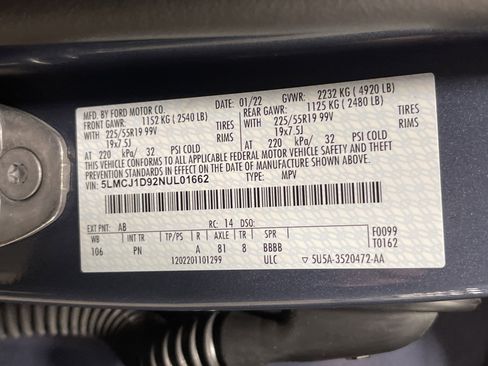 MFD. BY FORD MOTOR CO.
DATE: 01/22 GVWR: 2232 KG ( 4920 LB)
FRONT GAWR: 1152 KG ( 2540 LB) REAR GAWR: 1125 KG ( 2480 LB)
WITH 225/55R19 99V TIRES WITH 225/55R19 99V TIRES
19x7.5J RIMS 19x7.5J RIMS
AT 220 kPa/ 32 PSI COLD AT 220 kPa/ 32 PSI COLD
THIS VEHICLE CONFORMS TO ALL APPLICABLE FEDERAL MOTOR VEHICLE SAFETY STANDARDS IN EFFECT ON THE DATE OF MANUFACTURE SHOWN ABOVE.
VIN: 5LMCJ1D92NUL01662
TYPE: MPV
EXT PNT: AB RC: 14 DSO: F0099
WB INT TR TP/PS R AXLE TR SPR T0162
106 PN A 81 8 BBBB
1202201101299 ULC ▽ 5U5A-3520472-AA